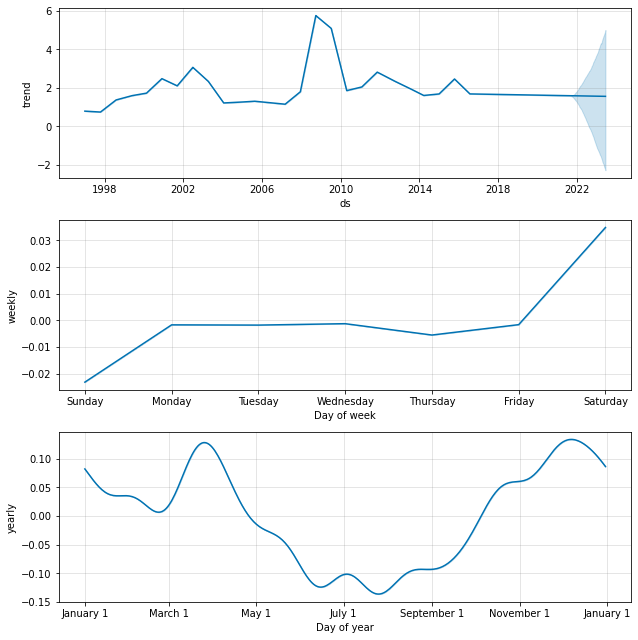 6
4
2
0
−2
trend
1998 2002 2006 2010 2014 2018 2022
ds
0.03
0.02
0.01
0.00
−0.01
−0.02
weekly
Sunday Monday Tuesday Wednesday Thursday Friday Saturday
Day of week
0.10
0.05
0.00
−0.05
−0.10
−0.15
yearly
January 1 March 1 May 1 July 1 September 1 November 1 January 1
Day of year